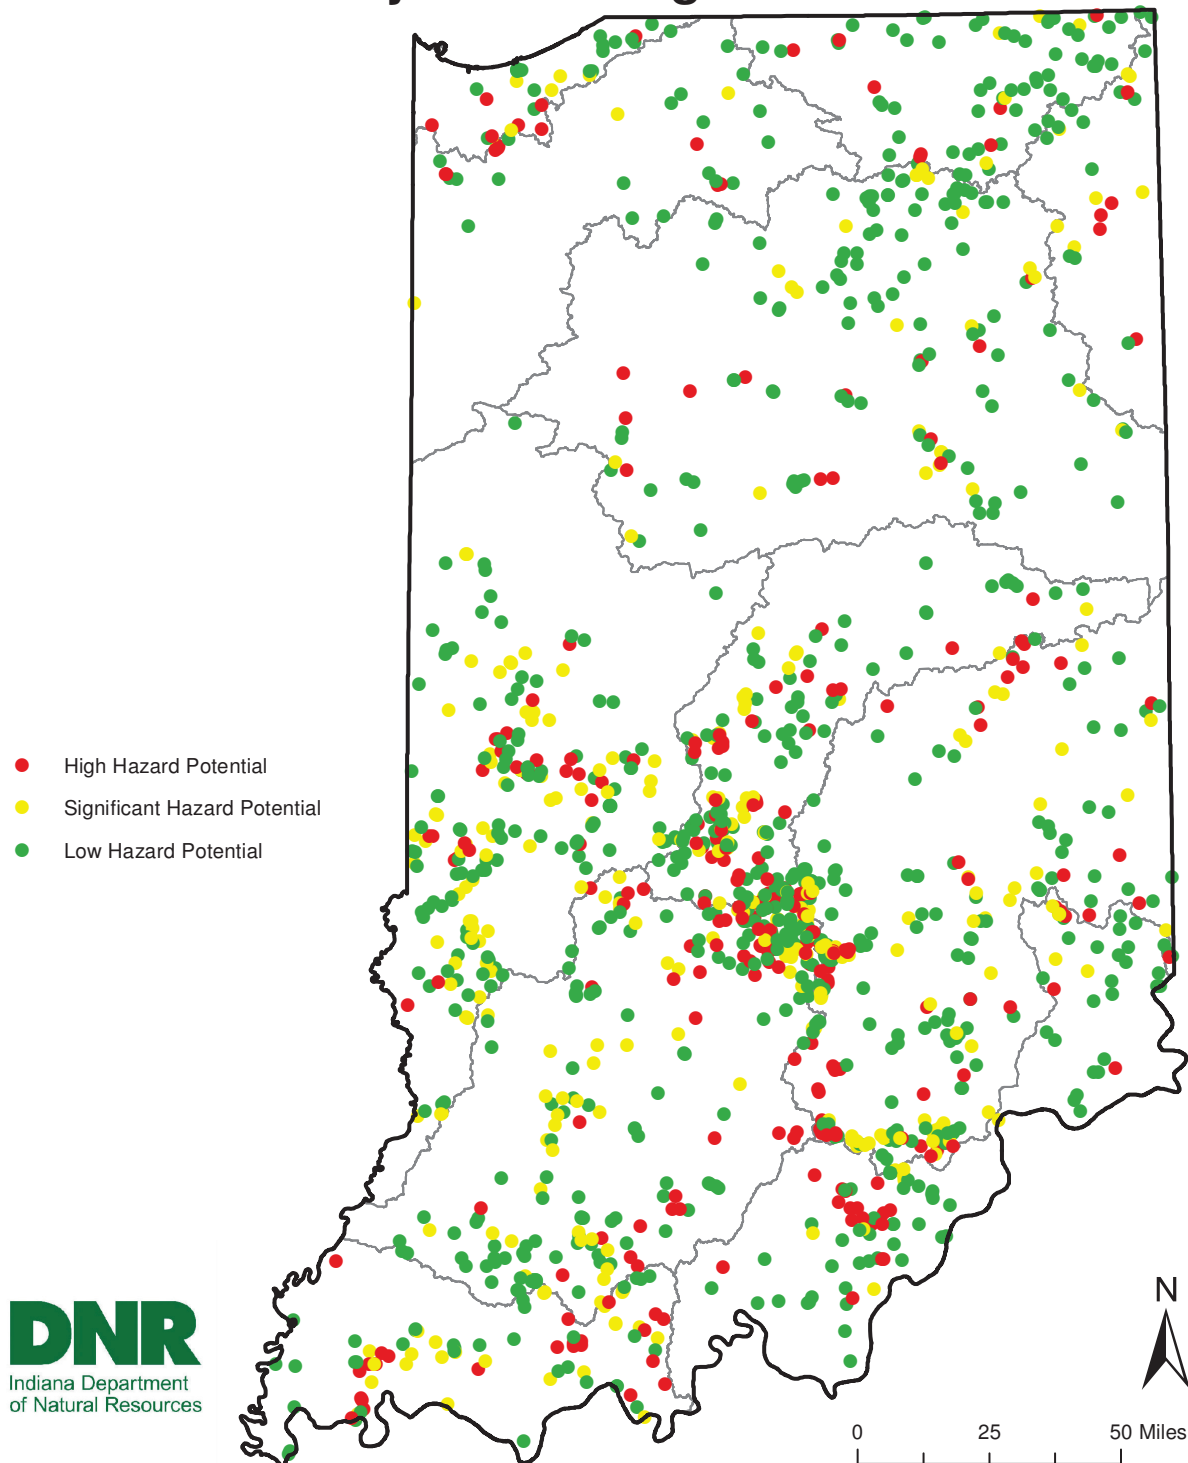 High Hazard Potential
Significant Hazard Potential
Low Hazard Potential
DNR
Indiana Department
of Natural Resources
N
0 25 50 Miles